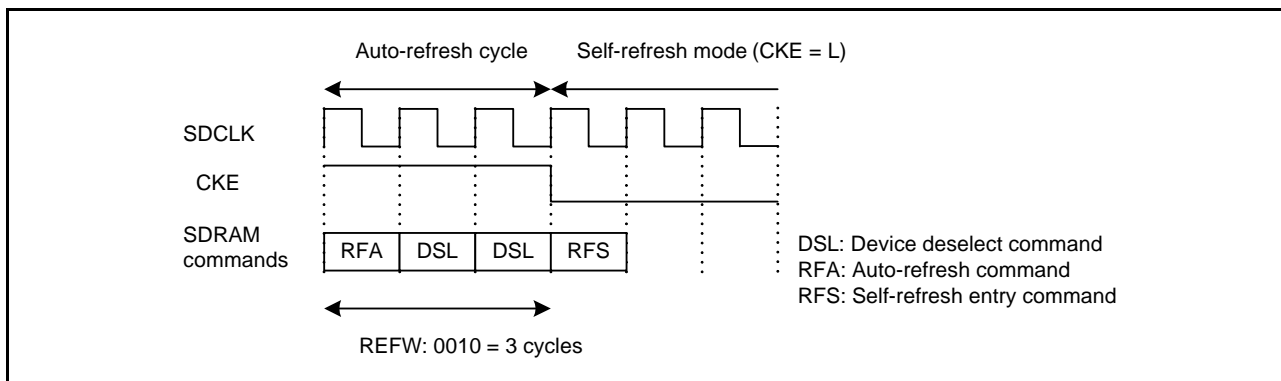 Auto-refresh cycle
Self-refresh mode (CKE = L)
SDCLK
CKE
SDRAM
commands
RFA
DSL
DSL
RFS
DSL: Device deselect command
RFA: Auto-refresh command
RFS: Self-refresh entry command
REFW: 0010 = 3 cycles